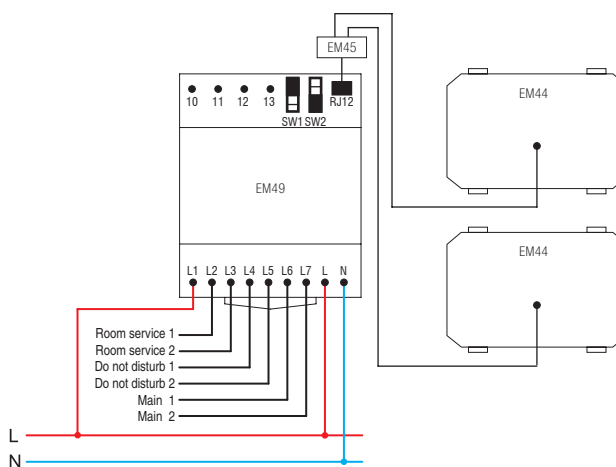 EM45
EM44
10 11 12 13 RJ12
SW1 SW2
EM49
EM44
L1 L2 L3 L4 L5 L6 L7 L N
Room service 1
Room service 2
Do not disturb 1
Do not disturb 2
Main 1
Main 2
L
N